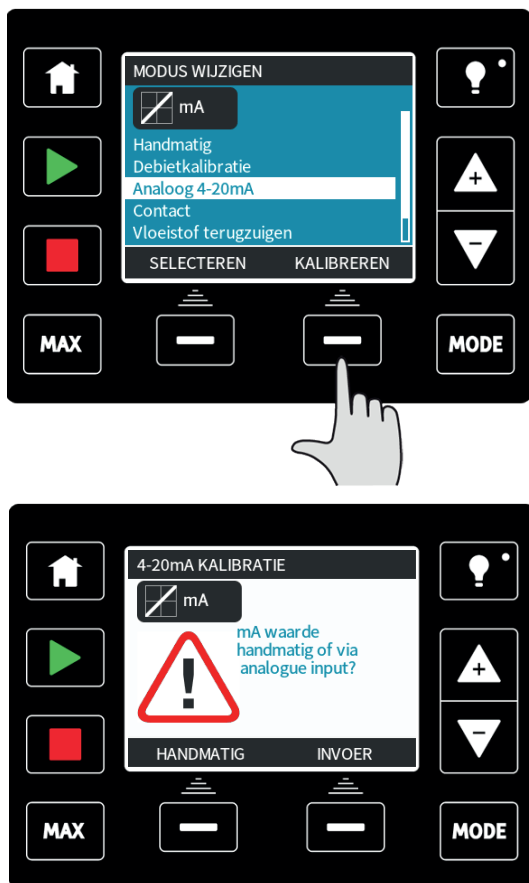 MODUS WIJZIGEN
mA
Handmatig
Debietkalibratie
Analoog 4-20mA
Contact
Vloeistof terugzuigen
SELECTEREN KALIBREREN
MAX
MODE
4-20mA KALIBRATIE
mA
mA waarde
handmatig of via
analogue input?
HANDMATIG INVOER
MAX
MODE